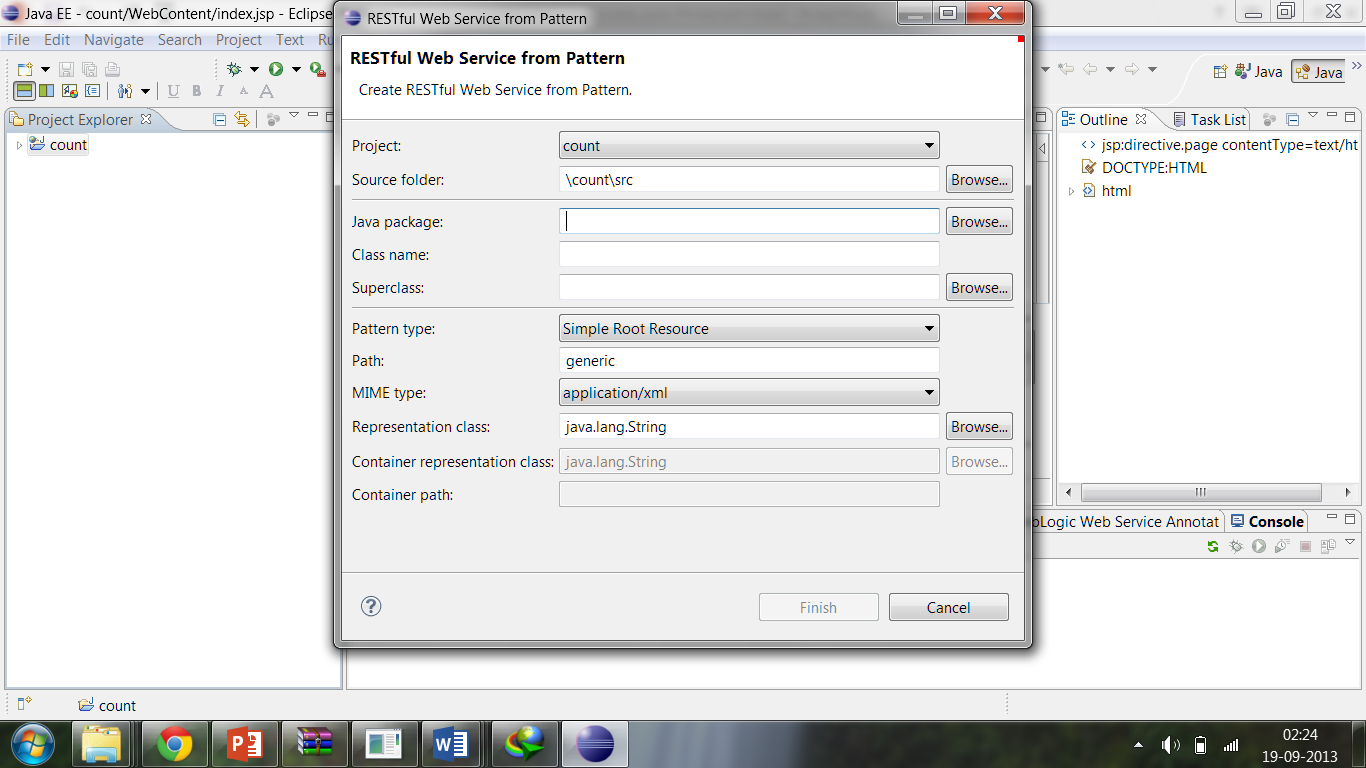 Java EE - count/WebContent/index.jsp - Eclipse
File Edit Navigate Search Project Text
Project Explorer
count
RESTful Web Service from Pattern
RESTful Web Service from Pattern
Create RESTful Web Service from Pattern.
Project: count
Source folder: \count\src Browse...
Java package: Browse...
Class name:
Superclass: Browse...
Pattern type: Simple Root Resource
Path: generic
MIME type: application/xml
Representation class: java.lang.String Browse...
Container representation class: java.lang.String Browse...
Container path:
Finish Cancel
Java Java
Outline Task List
jsp:directive.page contentType=text/ht
DOCTYPE:HTML
html
Logic Web Service Annotat Console
count
02:24
19-09-2013